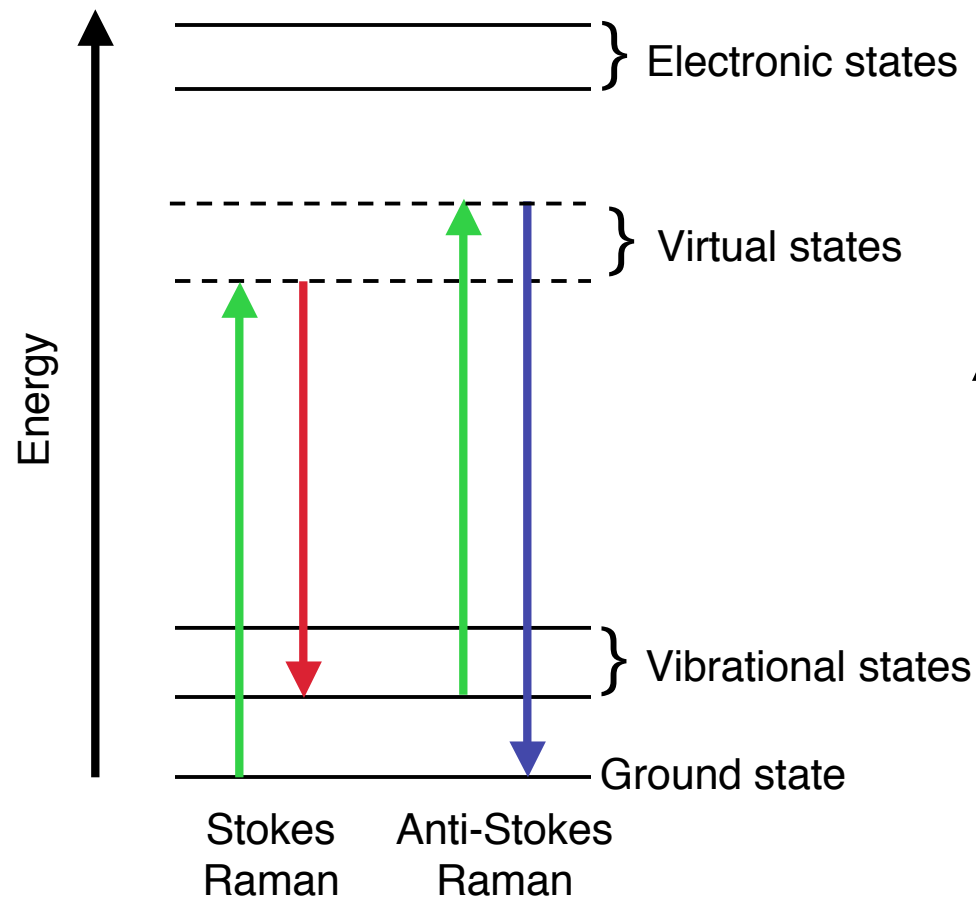 Electronic states
Virtual states
Energy
Vibrational states
Ground state
Stokes
Raman
Anti-Stokes
Raman